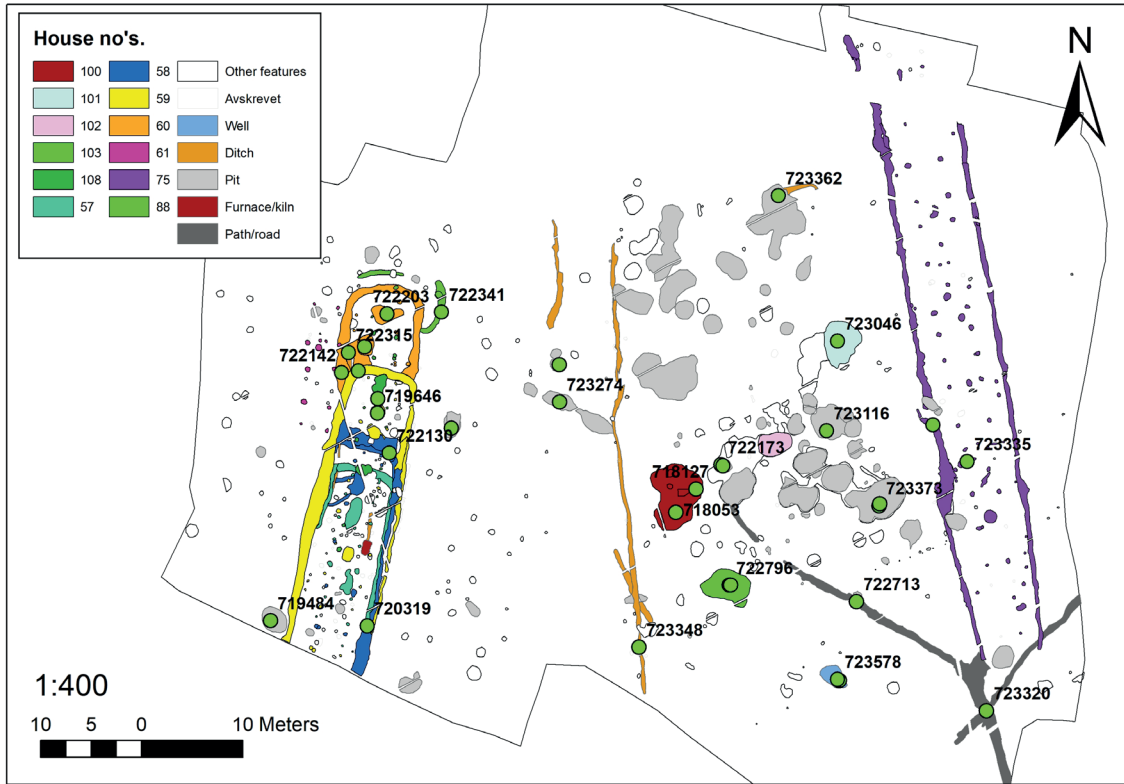 House no's.
100 58 Other features
101 59 Avskrevet
102 60 Well
103 61 Ditch
108 75 Pit
57 88 Furnace/kiln
Path/road
N
723362
722203 722341
722315
722142
723046
723274
719646
723116
722130
722173
723335
718127
723373
718053
722796
722713
719484
720319
723348
723578
723320
1:400
10 5 0 10 Meters